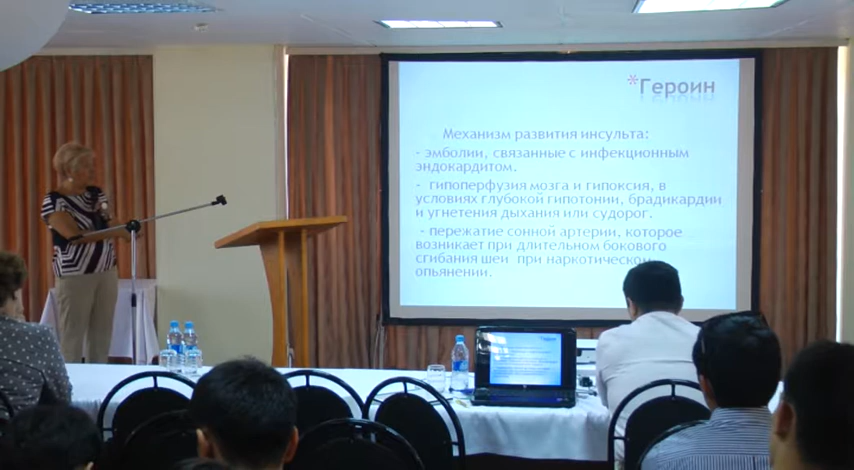 *Героин
Механизм развития инсульта:
- эмболии, связанные с инфекционным
эндокардитом.
- гипоперфузия мозга и гипоксия, в
условиях глубокой гипотонии, брадикардии
и угнетения дыхания или судорог.
- пережатие сонной артерии, которое
возникает при длительном бокового
сгибания шеи при наркотическом
опьянении.